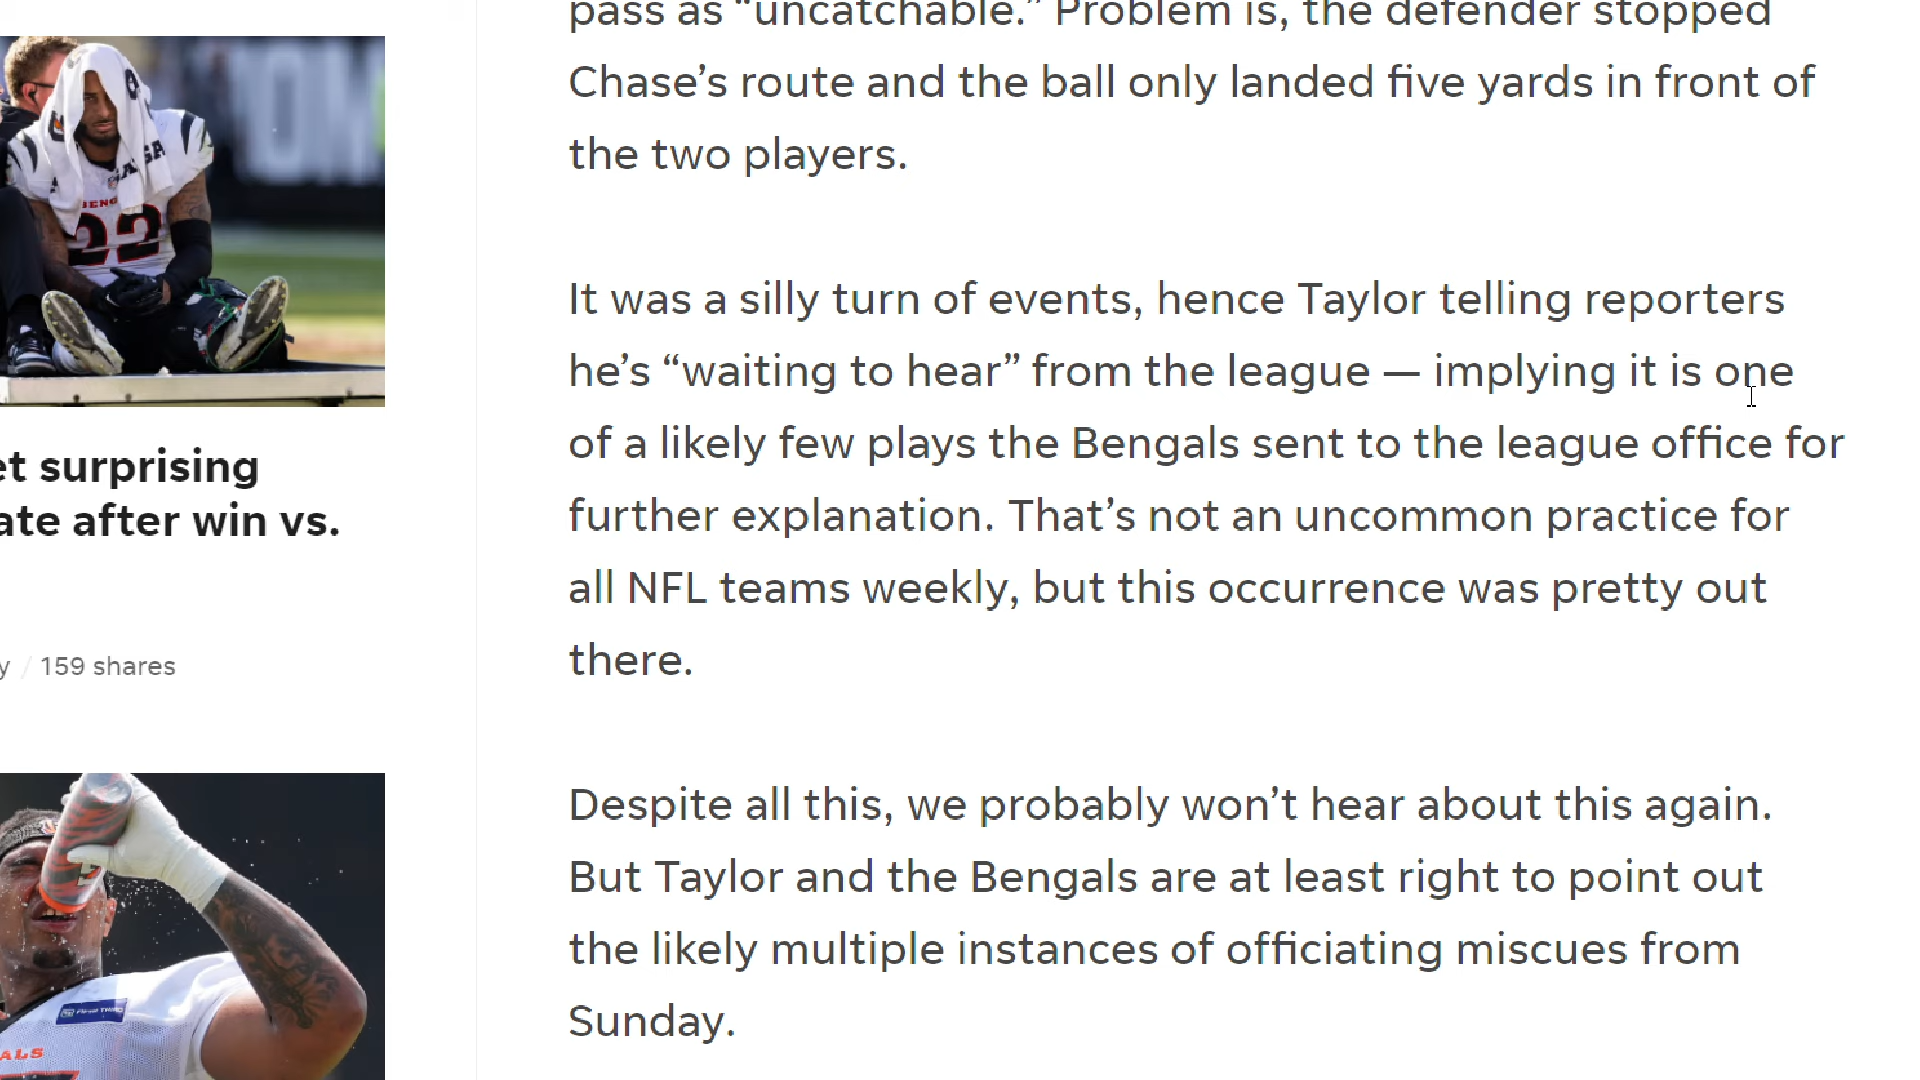 pass as “uncatchable.” Problem is, the defender stopped
Chase’s route and the ball only landed five yards in front of
the two players.
It was a silly turn of events, hence Taylor telling reporters
he’s “waiting to hear” from the league — implying it is one
of a likely few plays the Bengals sent to the league office for
further explanation. That’s not an uncommon practice for
all NFL teams weekly, but this occurrence was pretty out
there.
Despite all this, we probably won’t hear about this again.
But Taylor and the Bengals are at least right to point out
the likely multiple instances of officiating miscues from
Sunday.
BENG
22
et surprising
ate after win vs.
y / 159 shares
ALS